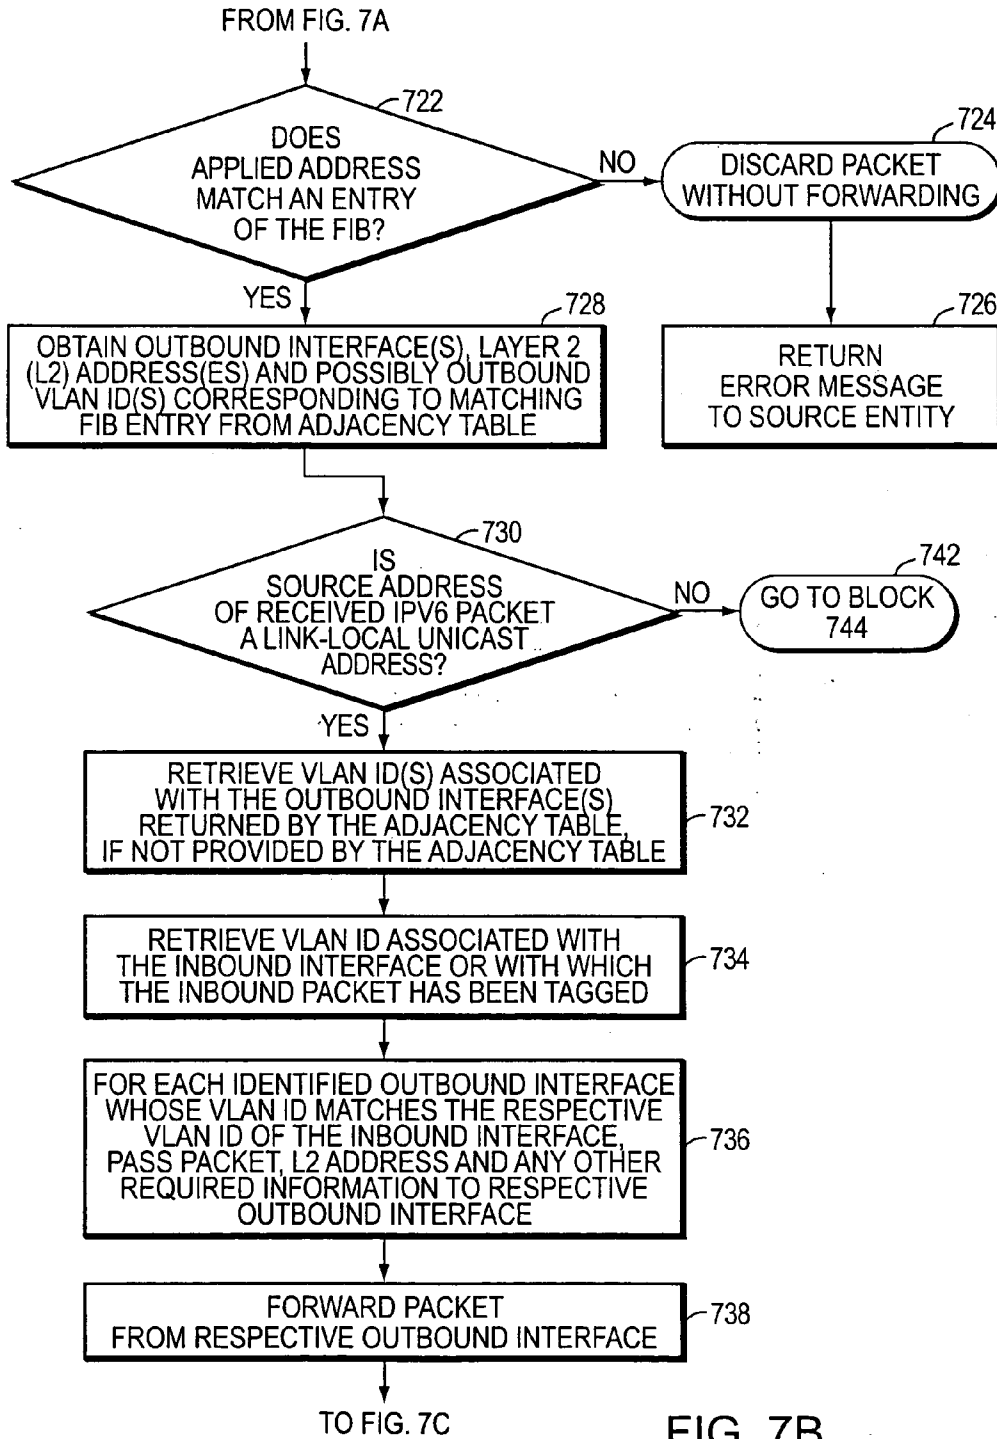 FROM FIG. 7A
722
DOES
APPLIED ADDRESS
MATCH AN ENTRY
OF THE FIB?
NO
724
DISCARD PACKET
WITHOUT FORWARDING
YES
728
OBTAIN OUTBOUND INTERFACE(S), LAYER 2
(L2) ADDRESS(ES) AND POSSIBLY OUTBOUND
VLAN ID(S) CORRESPONDING TO MATCHING
FIB ENTRY FROM ADJACENCY TABLE
726
RETURN
ERROR MESSAGE
TO SOURCE ENTITY
730
IS
SOURCE ADDRESS
OF RECEIVED IPV6 PACKET
A LINK-LOCAL UNICAST
ADDRESS?
NO
742
GO TO BLOCK
744
YES
RETRIEVE VLAN ID(S) ASSOCIATED
WITH THE OUTBOUND INTERFACE(S)
RETURNED BY THE ADJACENCY TABLE,
IF NOT PROVIDED BY THE ADJACENCY TABLE
732
RETRIEVE VLAN ID ASSOCIATED WITH
THE INBOUND INTERFACE OR WITH WHICH
THE INBOUND PACKET HAS BEEN TAGGED
734
FOR EACH IDENTIFIED OUTBOUND INTERFACE
WHOSE VLAN ID MATCHES THE RESPECTIVE
VLAN ID OF THE INBOUND INTERFACE,
PASS PACKET, L2 ADDRESS AND ANY OTHER
REQUIRED INFORMATION TO RESPECTIVE
OUTBOUND INTERFACE
736
FORWARD PACKET
FROM RESPECTIVE OUTBOUND INTERFACE
738
TO FIG. 7C
FIG. 7B